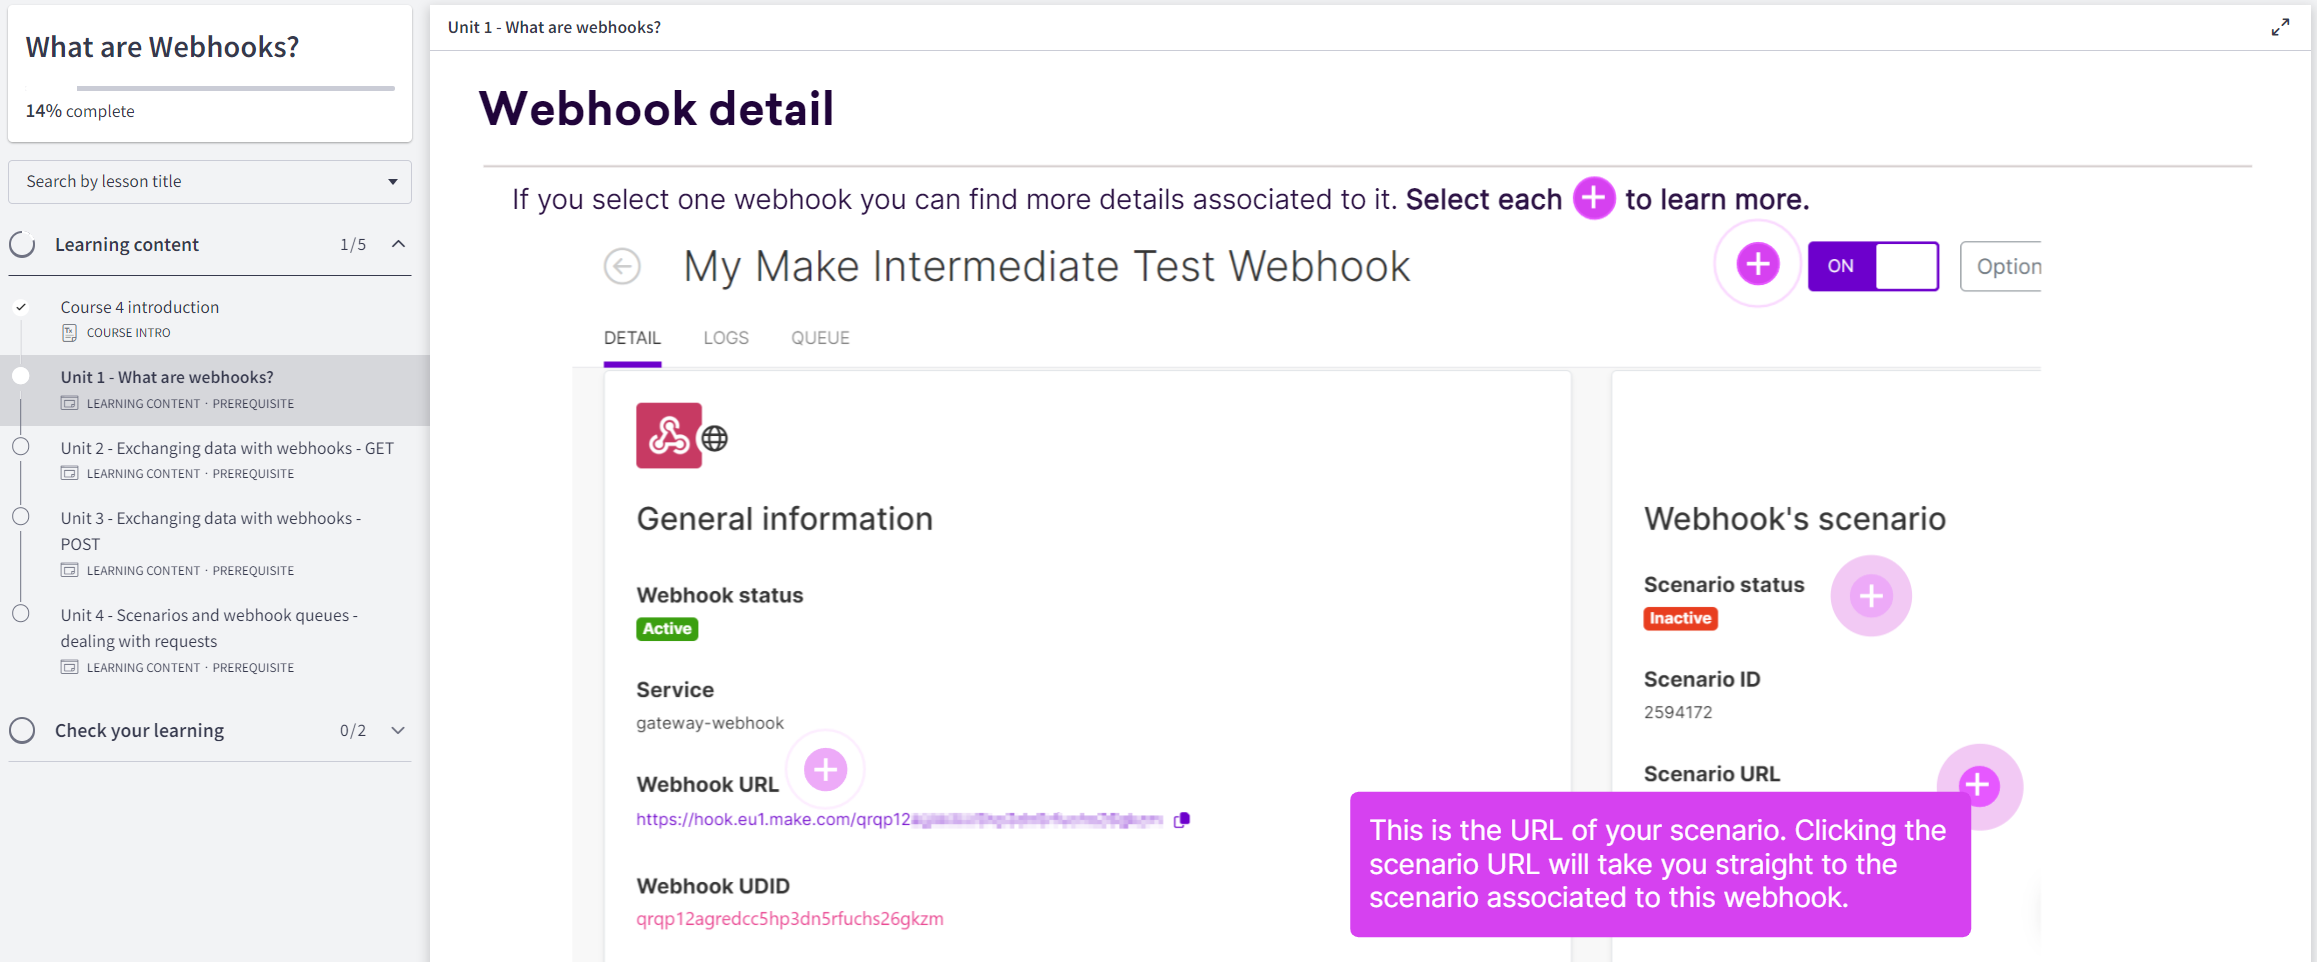 What are Webhooks?
14% complete
Search by lesson title
Learning content 1/5
Course 4 introduction
COURSE INTRO
Unit 1 - What are webhooks?
LEARNING CONTENT · PREREQUISITE
Unit 2 - Exchanging data with webhooks - GET
LEARNING CONTENT · PREREQUISITE
Unit 3 - Exchanging data with webhooks -
POST
LEARNING CONTENT · PREREQUISITE
Unit 4 - Scenarios and webhook queues -
dealing with requests
LEARNING CONTENT · PREREQUISITE
Check your learning 0/2
Unit 1 - What are webhooks?
Webhook detail
If you select one webhook you can find more details associated to it. Select each + to learn more.
My Make Intermediate Test Webhook
ON
Option
DETAIL LOGS QUEUE
General information
Webhook status
Active
Service
gateway-webhook
Webhook URL
https://hook.eu1.make.com/qrqp12
Webhook UDID
qrqp12agredcc5hp3dn5rfuchs26gkzm
Webhook's scenario
Scenario status
Inactive
Scenario ID
2594172
Scenario URL
This is the URL of your scenario. Clicking the
scenario URL will take you straight to the
scenario associated to this webhook.